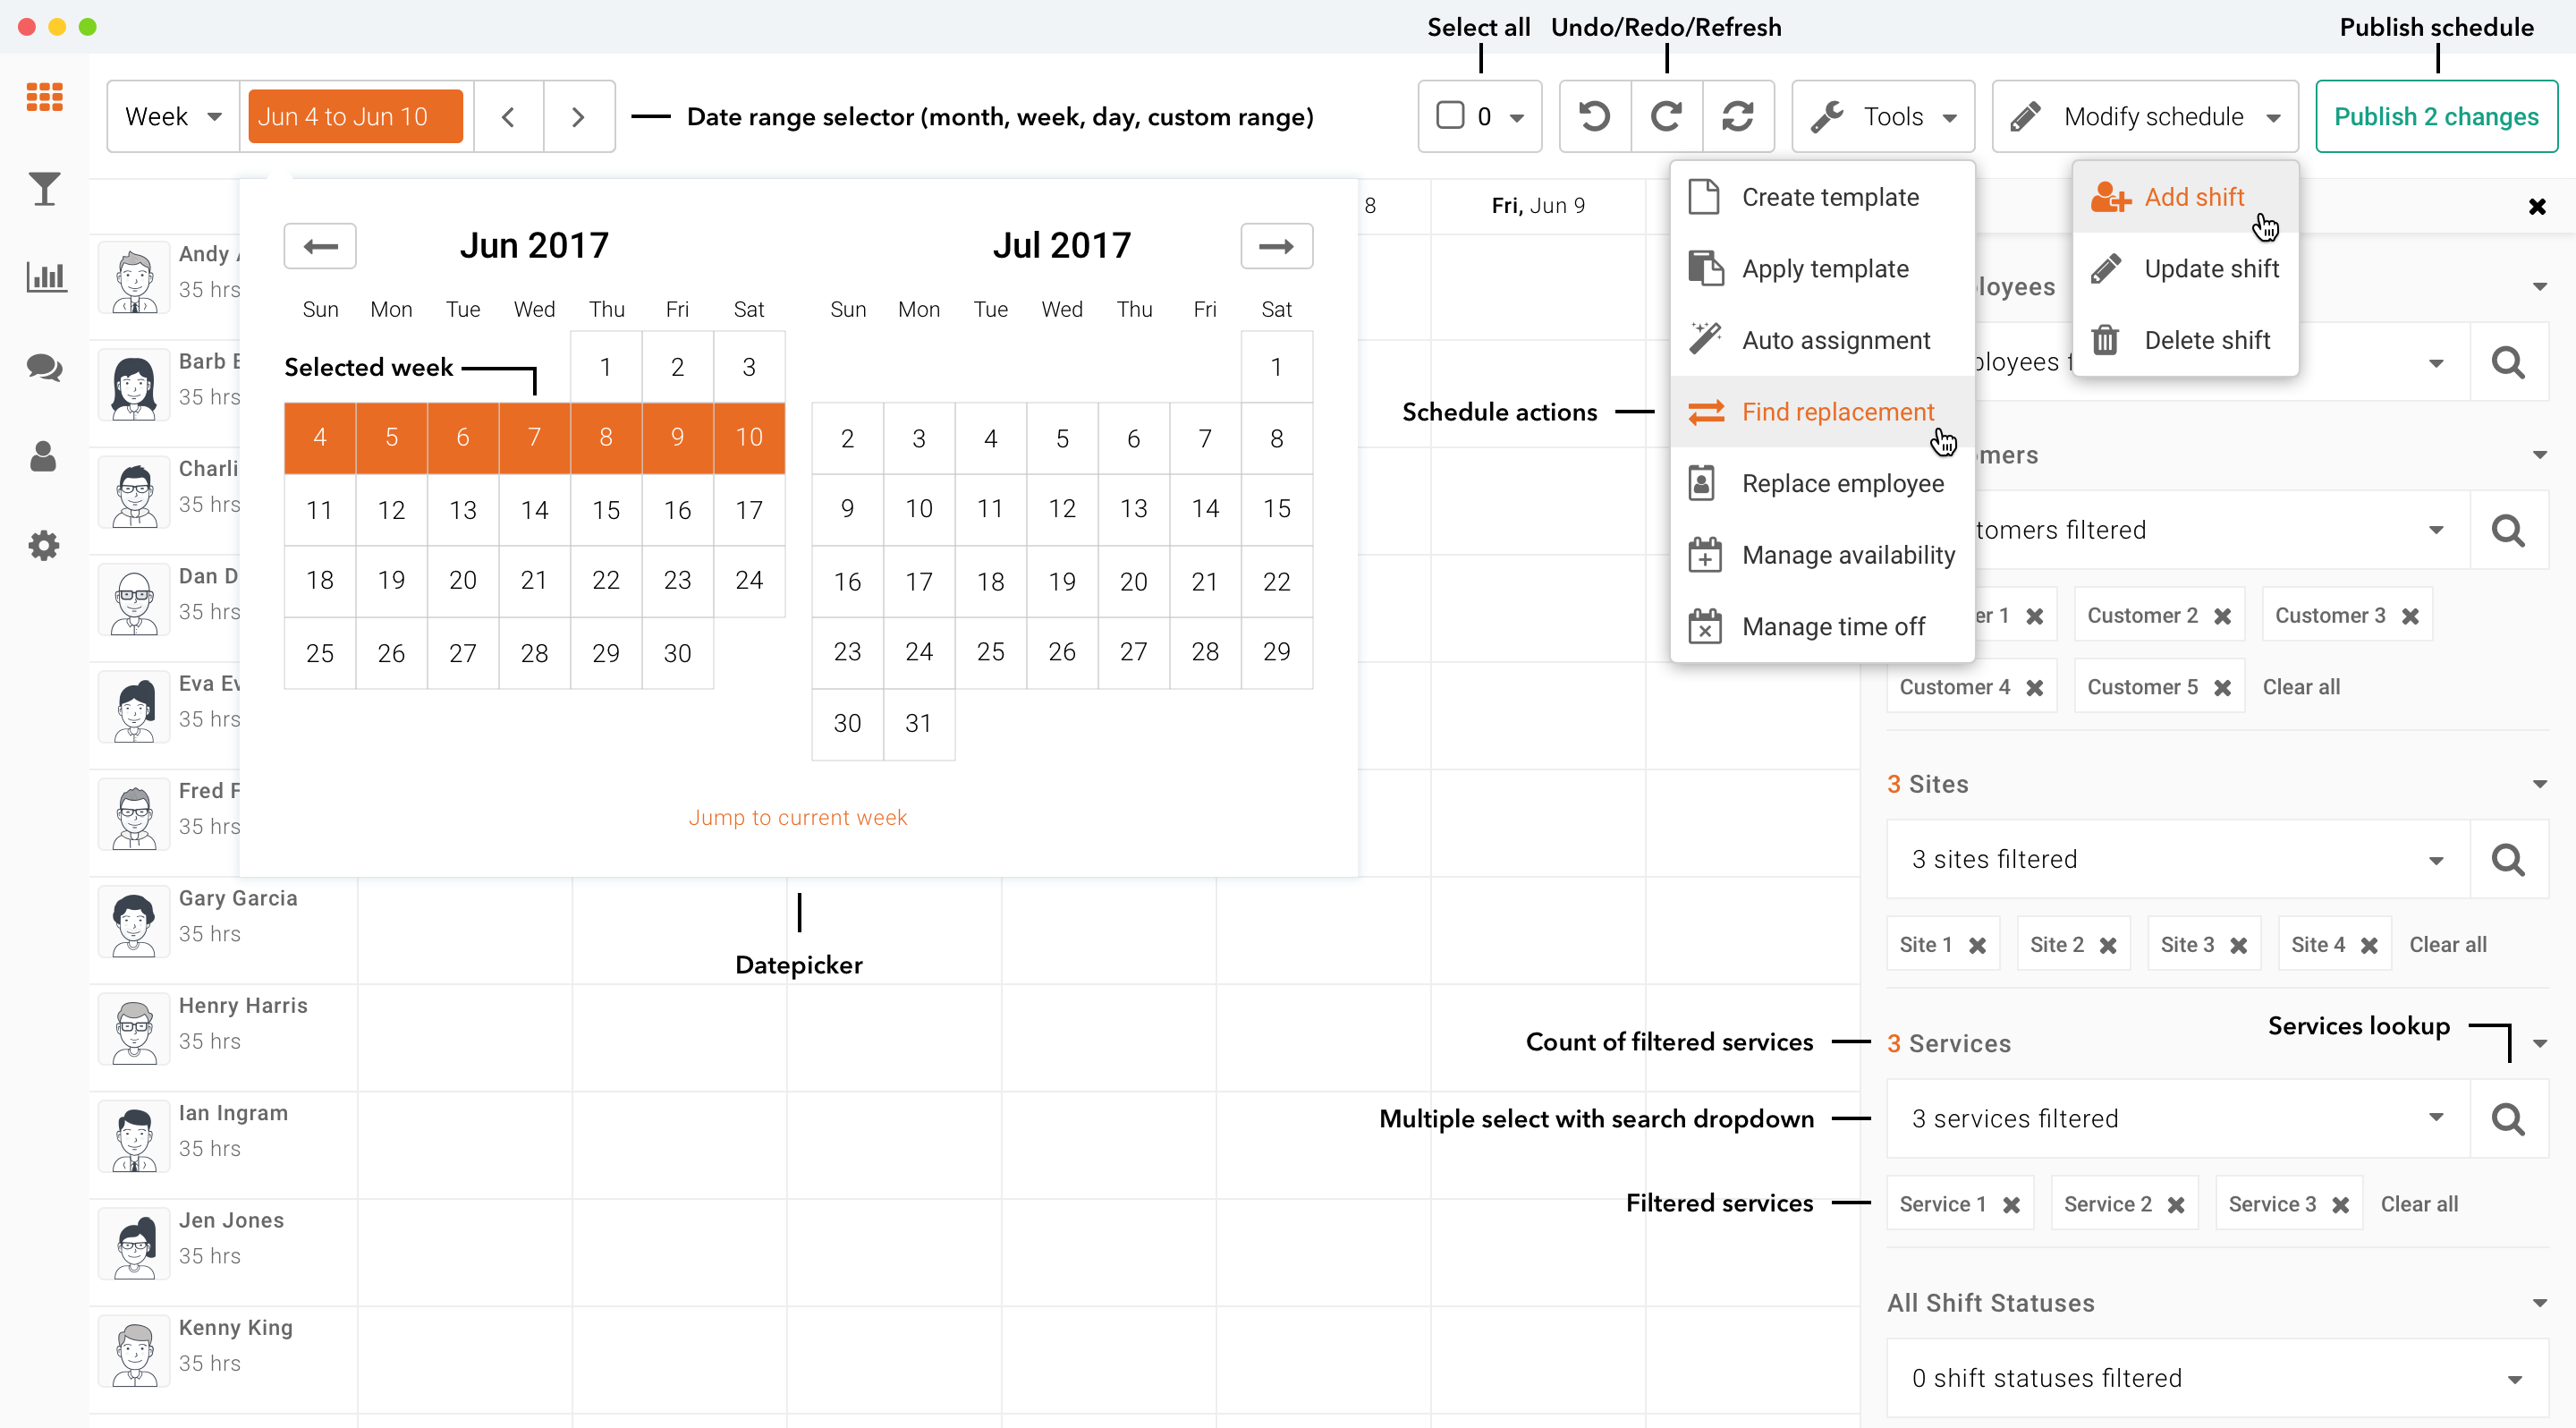 Select all
Undo/Redo/Refresh
Publish schedule
Week
Jun 4 to Jun 10
Date range selector (month, week, day, custom range)
0
Tools
Modify schedule
Publish 2 changes
8
Fri, Jun 9
Create template
Apply template
Auto assignment
Find replacement
Replace employee
Manage availability
Manage time off
Schedule actions
Add shift
Update shift
Delete shift
Jun 2017
Sun Mon Tue Wed Thu Fri Sat
Selected week
1 2 3
4 5 6 7 8 9 10
11 12 13 14 15 16 17
18 19 20 21 22 23 24
25 26 27 28 29 30
Jul 2017
Sun Mon Tue Wed Thu Fri Sat
1
2 3 4 5 6 7 8
9 10 11 12 13 14 15
16 17 18 19 20 21 22
23 24 25 26 27 28 29
30 31
Jump to current week
Datepicker
Andy
35 hrs
Barb
35 hrs
Charli
35 hrs
Dan D
35 hrs
Eva Ev
35 hrs
Fred F
35 hrs
Gary Garcia
35 hrs
Henry Harris
35 hrs
Ian Ingram
35 hrs
Jen Jones
35 hrs
Kenny King
35 hrs
loyees
ployees f
mers
tomers filtered
er 1
Customer 2
Customer 3
Customer 4
Customer 5
Clear all
3 Sites
3 sites filtered
Site 1
Site 2
Site 3
Site 4
Clear all
Count of filtered services
3 Services
Services lookup
Multiple select with search dropdown
3 services filtered
Filtered services
Service 1
Service 2
Service 3
Clear all
All Shift Statuses
0 shift statuses filtered